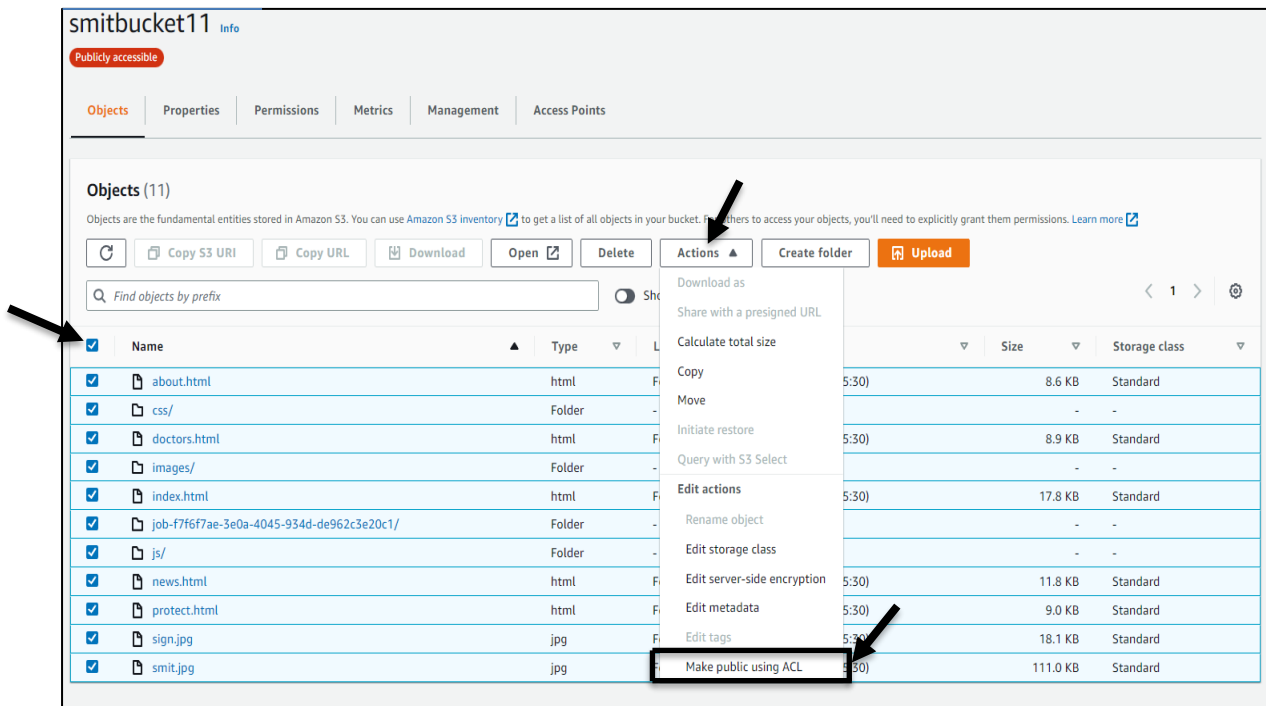 smitbucket11 Info
Publicly accessible
Objects Properties Permissions Metrics Management Access Points
Objects (11)
Objects are the fundamental entities stored in Amazon S3. You can use Amazon S3 inventory to get a list of all objects in your bucket. For others to access your objects, you'll need to explicitly grant them permissions. Learn more
Copy S3 URI Copy URL Download Open Delete Actions Create folder Upload
Find objects by prefix Sho 1
Download as
Share with a presigned URL
Calculate total size
Copy
Move
Initiate restore
Query with S3 Select
Edit actions
Rename object
Edit storage class
Edit server-side encryption
Edit metadata
Edit tags
Make public using ACL
Name Type L Size Storage class
about.html html F 5:30) 8.6 KB Standard
css/ Folder - - -
doctors.html html F 5:30) 8.9 KB Standard
images/ Folder - - -
index.html html F 5:30) 17.8 KB Standard
job-f7f6f7ae-3e0a-4045-934d-de962c3e20c1/ Folder - - -
js/ Folder - - -
news.html html F 5:30) 11.8 KB Standard
protect.html html F 5:30) 9.0 KB Standard
sign.jpg jpg F 5:30) 18.1 KB Standard
smit.jpg jpg F 5:30) 111.0 KB Standard